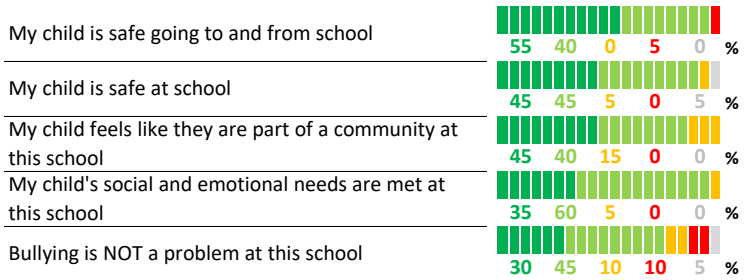 My child is safe going to and from school
55 40 0 5 0 %
My child is safe at school
45 45 5 0 5 %
My child feels like they are part of a community at
this school
45 40 15 0 0 %
My child's social and emotional needs are met at
this school
35 60 5 0 0 %
Bullying is NOT a problem at this school
30 45 10 10 5 %